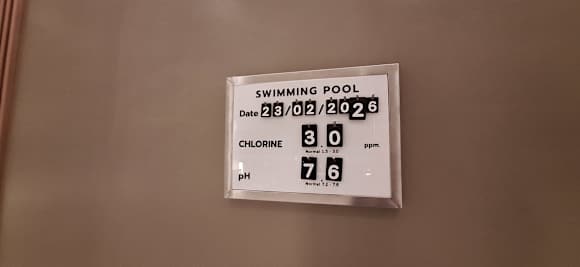 SWIMMING POOL
Date 23/02/2026
CHLORINE 3.0 ppm
Normal 1.5 - 3.0
pH 7.6
Normal 7.2 - 7.8